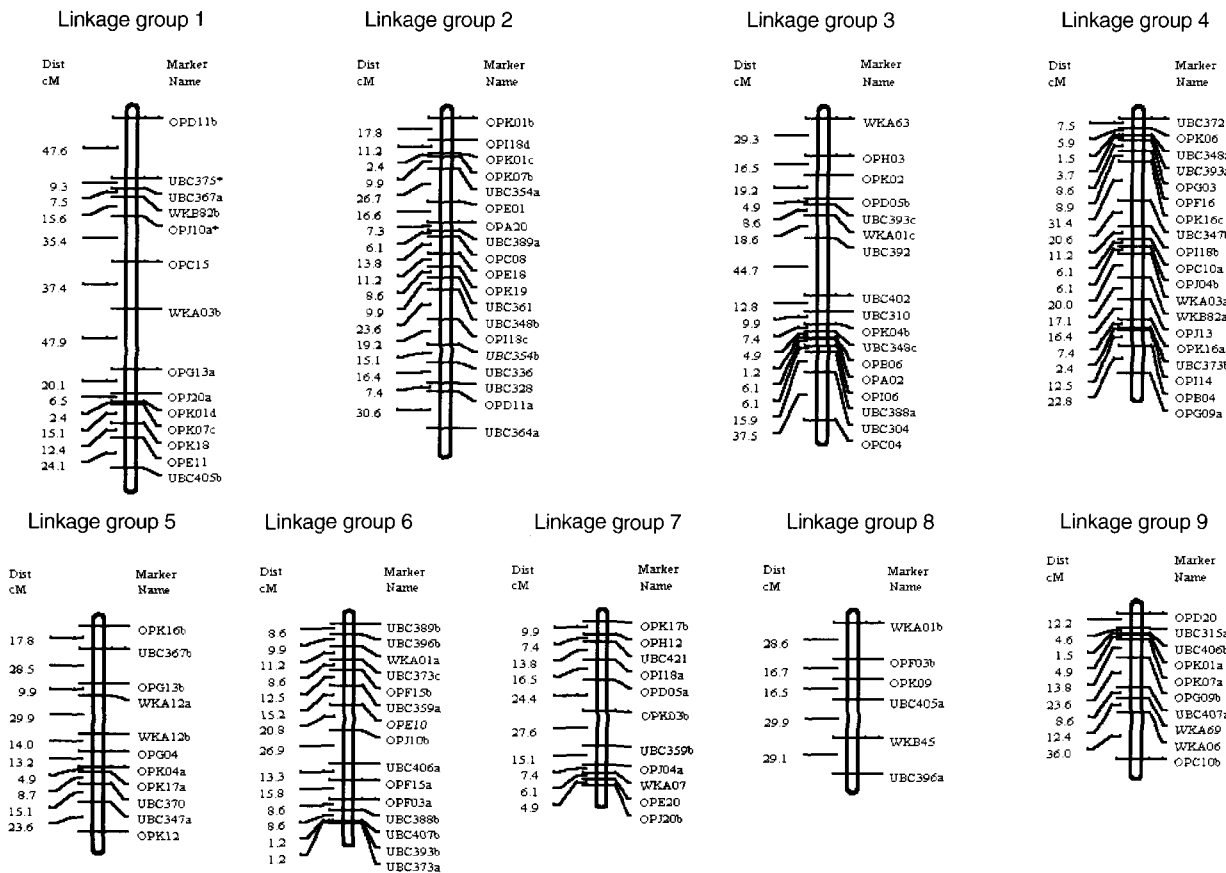 Linkage group 1
Dist Marker
cM Name
OPD11b
47.6
UBC375*
9.3
UBC367a
7.5
WKB82b
15.6
OPJ10a*
35.4
OPC15
37.4
WKA03b
47.9
OPG13a
20.1
OPJ20a
6.5
OPK01d
2.4
OPK07c
15.1
OPK18
12.4
OPE11
24.1
UBC405b
Linkage group 2
Dist Marker
cM Name
OPK01b
17.8
OPI18d
11.2
OPK01c
2.4
OPK07b
9.9
UBC354a
26.7
OPE01
16.6
OPA20
7.3
UBC389a
6.1
OPC08
13.8
OPE18
11.2
OPK19
8.6
UBC361
9.9
UBC348b
23.6
OPI18c
19.2
UBC354b
15.1
UBC336
16.4
UBC328
7.4
OPD11a
30.6
UBC364a
Linkage group 3
Dist Marker
cM Name
WKA63
29.3
OPH03
16.5
OPK02
19.2
OPD05b
4.9
UBC393c
8.6
WKA01c
18.6
UBC392
44.7
UBC402
12.8
UBC310
9.9
OPK04b
7.4
UBC348c
4.9
OPB06
1.2
OPA02
6.1
OPI06
6.1
UBC388a
15.9
UBC304
37.5
OPC04
Linkage group 4
Dist Marker
cM Name
UBC372
7.5
OPK06
5.9
UBC348a
1.5
UBC393a
3.7
OPG03
8.6
OPF16
8.9
OPK16c
31.4
UBC347b
20.6
OPI18b
11.2
OPC10a
6.1
OPJ04b
6.1
WKA03a
20.0
WKB82a
17.1
OPJ13
16.4
OPK16a
7.4
UBC373b
2.4
OPI14
12.5
OPB04
22.8
OPG09a
Linkage group 5
Dist Marker
cM Name
OPK16b
17.8
UBC367b
28.5
OPG13b
9.9
WKA12a
29.9
WKA12b
14.0
OPG04
13.2
OPK04a
4.9
OPK17a
8.7
UBC370
15.1
UBC347a
23.6
OPK12
Linkage group 6
Dist Marker
cM Name
UBC389b
8.6
UBC396b
9.9
WKA01a
11.2
UBC373c
8.6
OPF15b
12.5
UBC359a
15.2
OPE10
20.8
OPJ10b
26.9
UBC406a
13.3
OPF15a
15.8
OPF03a
8.6
UBC388b
8.6
UBC407b
1.2
UBC393b
1.2
UBC373a
Linkage group 7
Dist Marker
cM Name
OPK17b
9.9
OPH12
7.4
UBC421
13.8
OPI18a
16.5
OPD05a
24.4
OPK03b
27.6
UBC359b
15.1
OPJ04a
7.4
WKA07
6.1
OPE20
4.9
OPJ20b
Linkage group 8
Dist Marker
cM Name
WKA01b
28.6
OPF03b
16.7
OPK09
16.5
UBC405a
29.9
WKB45
29.1
UBC396a
Linkage group 9
Dist Marker
cM Name
OPD20
12.2
UBC315a
4.6
UBC406b
1.5
OPK01a
4.9
OPK07a
13.8
OPG09b
23.6
UBC407a
8.6
WKA69
12.4
WKA06
36.0
OPC10b